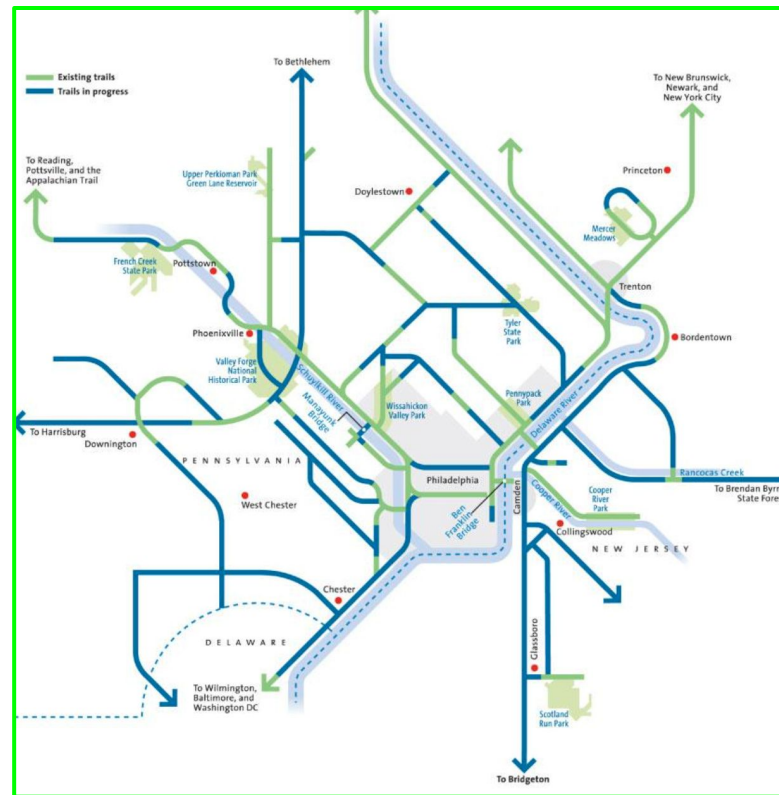 To Bethlehem
Existing trails
Trails in progress
To New Brunswick,
Newark, and
New York City
To Reading,
Pottsville, and the
Appalachian Trail
Upper Perkioman Park
Green Lane Reservoir
Princeton
Doylestown
Mercer
Meadows
French Creek
State Park
Pottstown
Trenton
Phoenixville
Tyler
State
Park
Bordentown
Valley Forge
National
Historical Park
Schuylkill River
Manayunk
Bridge
Wissahickon
Valley Park
Pennypack
Park
Delaware River
To Harrisburg
Downington
PENNSYLVANIA
Philadelphia
Rancocas Creek
To Brendan Byrn
State Fore
West Chester
Ben
Franklin
Bridge
Camden
Cooper River
Cooper
River
Park
Collingswood
NEW JERSEY
Chester
DELAWARE
Glassboro
To Wilmington,
Baltimore, and
Washington DC
Scotland
Run Park
To Bridgeton